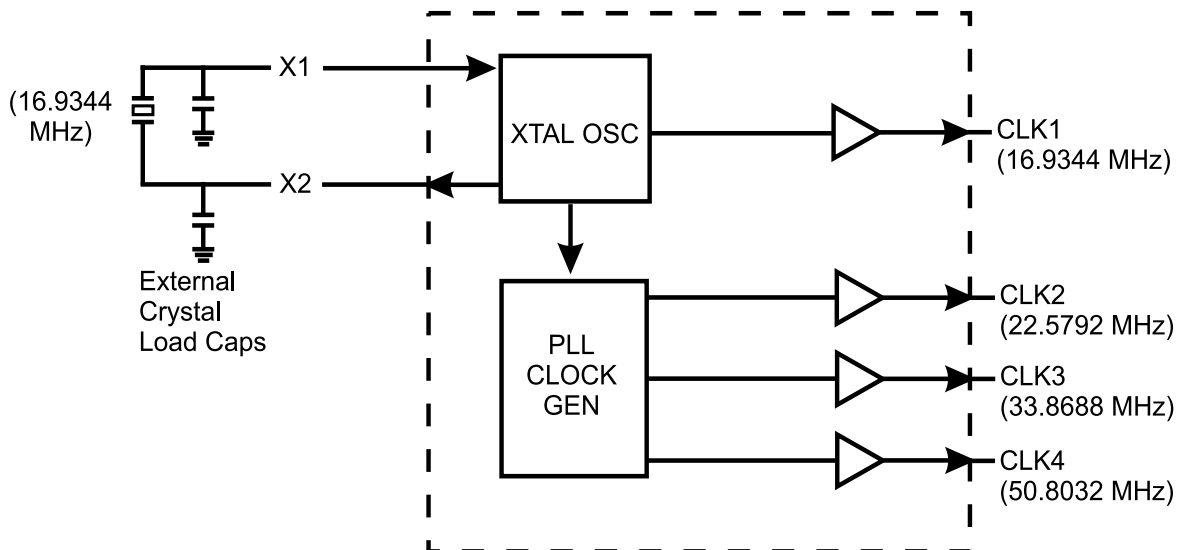 X1
(16.9344
MHz)
XTAL OSC
CLK1
(16.9344 MHz)
X2
External
Crystal
Load Caps
PLL
CLOCK
GEN
CLK2
(22.5792 MHz)
CLK3
(33.8688 MHz)
CLK4
(50.8032 MHz)